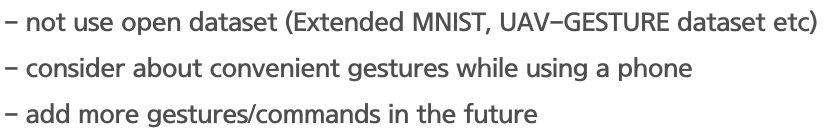 - not use open dataset (Extended MNIST, UAV-GESTURE dataset etc)
- consider about convenient gestures while using a phone
- add more gestures/commands in the future